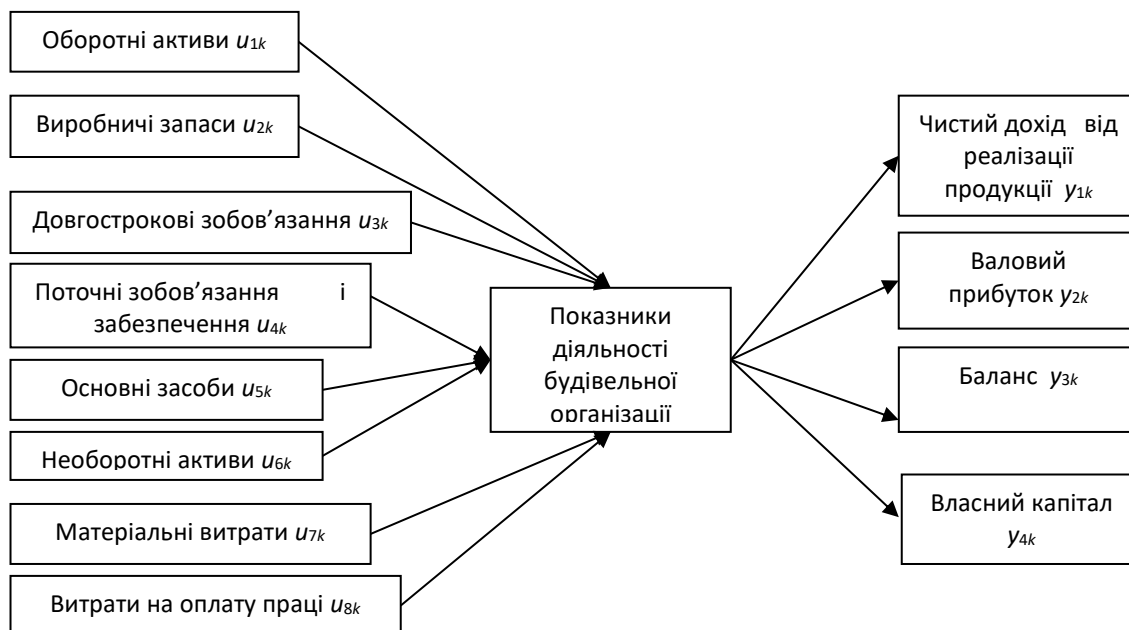 Оборотні активи u1k
Виробничі запаси u2k
Довгострокові зобов’язання u3k
Поточні зобов’язання і
забезпечення u4k
Основні засоби u5k
Необоротні активи u6k
Матеріальні витрати u7k
Витрати на оплату праці u8k
Показники
діяльності
будівельної
організації
Чистий дохід від
реалізації
продукції y1k
Валовий
прибуток y2k
Баланс y3k
Власний капітал
y4k